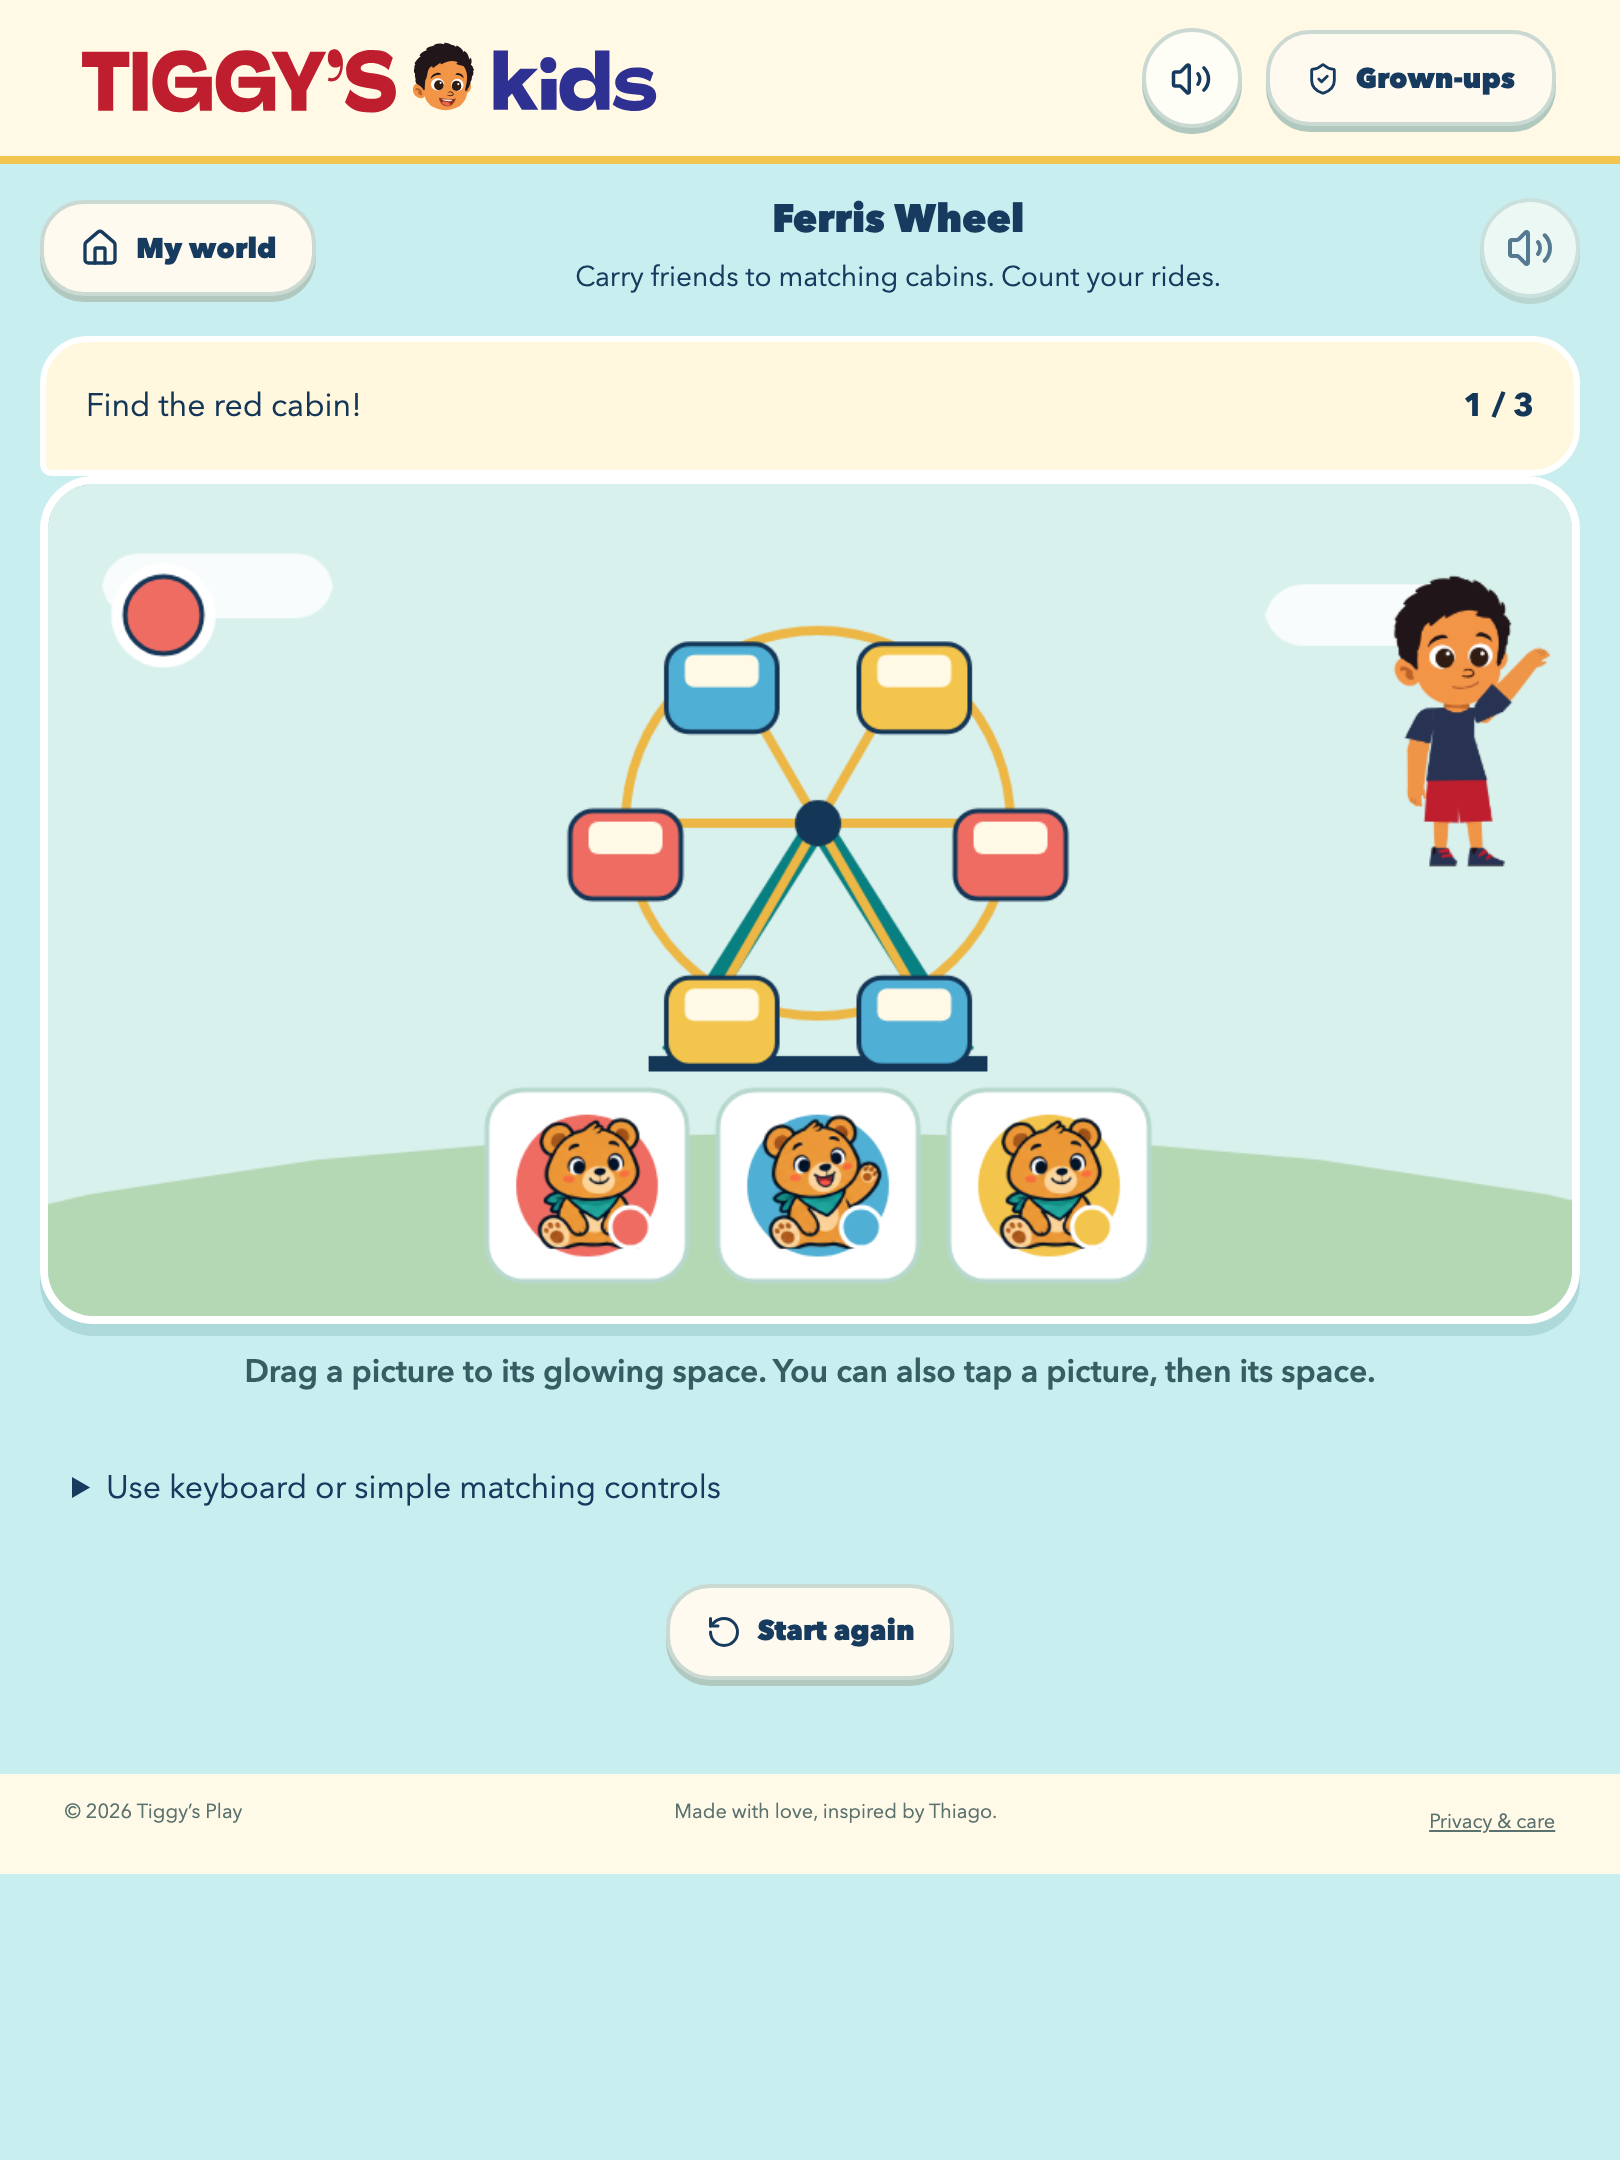 TIGGY'S kids
Grown-ups
My world
Ferris Wheel
Carry friends to matching cabins. Count your rides.
Find the red cabin!
1 / 3
Drag a picture to its glowing space. You can also tap a picture, then its space.
Use keyboard or simple matching controls
Start again
© 2026 Tiggy's Play
Made with love, inspired by Thiago.
Privacy & care